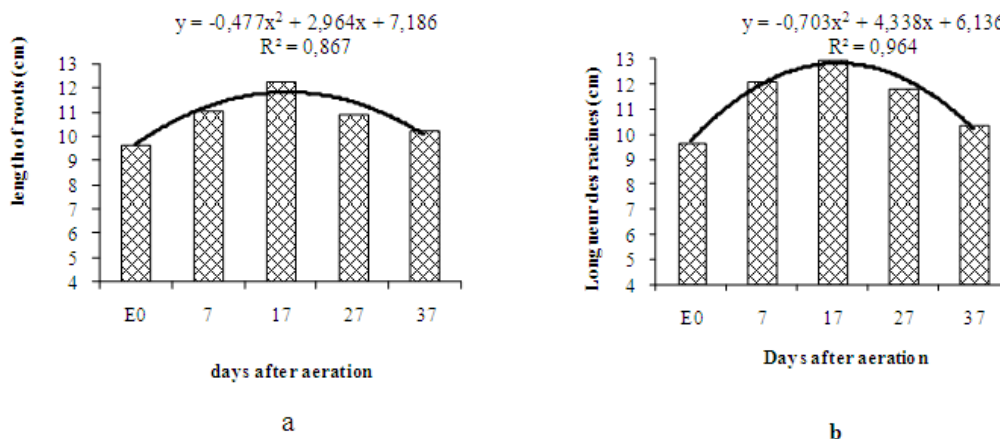 y = -0,477x² + 2,964x + 7,186
R² = 0,867
length of roots (cm)
13
12
11
10
9
8
7
6
5
4
E0 7 17 27 37
days after aeration
a
y = -0,703x² + 4,338x + 6,136
R² = 0,964
Longueur des racines (cm)
13
12
11
10
9
8
7
6
5
4
E0 7 17 27 37
Days after aeration
b